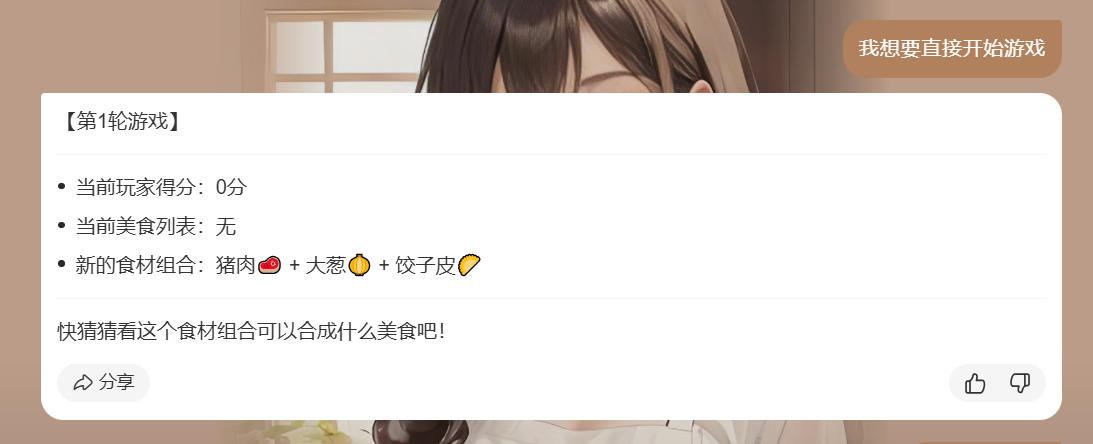 我想要直接开始游戏
【第1轮游戏】
• 当前玩家得分：0分
• 当前美食列表：无
• 新的食材组合：猪肉🥩 + 大葱🧅 + 饺子皮🥟
快猜猜看这个食材组合可以合成什么美食吧！
分享